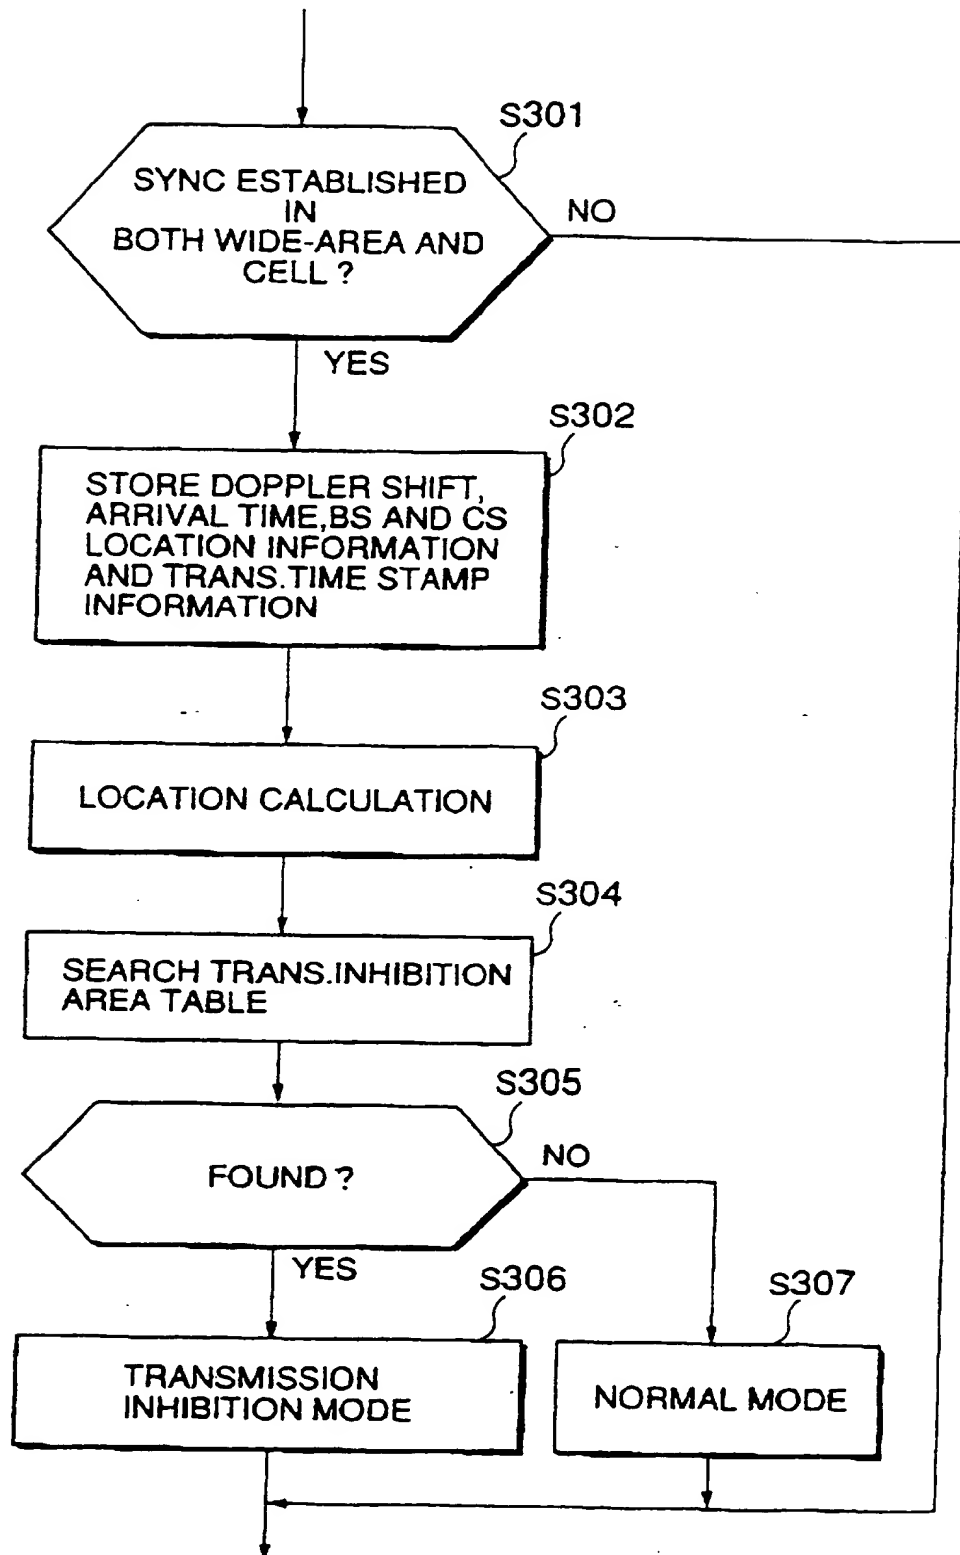 S301
SYNC ESTABLISHED
IN
BOTH WIDE-AREA AND
CELL ?
NO
YES
S302
STORE DOPPLER SHIFT,
ARRIVAL TIME,BS AND CS
LOCATION INFORMATION
AND TRANS.TIME STAMP
INFORMATION
S303
LOCATION CALCULATION
S304
SEARCH TRANS.INHIBITION
AREA TABLE
S305
FOUND ?
NO
YES
S306
TRANSMISSION
INHIBITION MODE
S307
NORMAL MODE